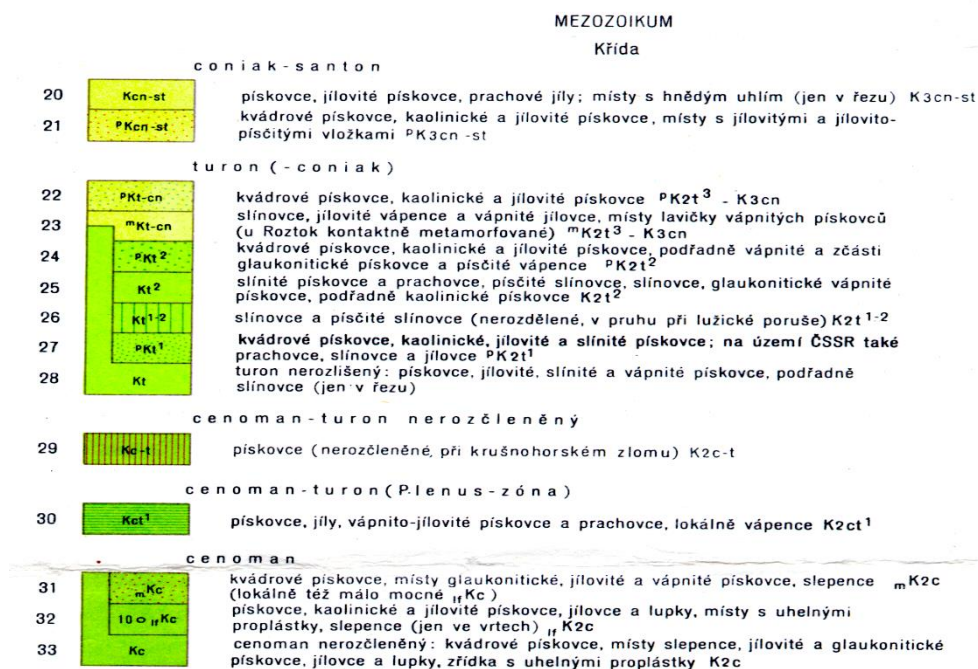 MEZOZOIKUM
Křída
coniak-santon
20 Kcn-st pískovce, jílovité pískovce, prachové jíly; místy s hnědým uhlím (jen v řezu) K3cn-st
21 ᴾKcn-st kvádrové pískovce, kaolinické a jílovité pískovce, místy s jílovitými a jílovito-
písčitými vložkami ᴾK3cn-st
turon (-coniak)
22 ᴾKt-cn kvádrové pískovce, kaolinické a jílovité pískovce ᴾK2t³ - K3cn
23 ᵐKt-cn slínovce, jílovité vápence a vápnité jílovce, místy lavičky vápnitých pískovců
(u Roztok kontaktně metamorfované) ᵐK2t³ - K3cn
24 ᴾKt² kvádrové pískovce, kaolinické a jílovité pískovce, podřadně vápnité a zčásti
glaukonitické pískovce a písčité vápence ᴾK2t²
25 Kt² slínité pískovce a prachovce, písčité slínovce, slínovce, glaukonitické vápnité
pískovce, podřadně kaolinické pískovce K2t²
26 Kt¹⁻² slínovce a písčité slínovce (nerozdělené, v pruhu při lužické poruše) K2t¹⁻²
27 ᴾKt¹ kvádrové pískovce, kaolinické, jílovité a slínité pískovce; na území ČSSR také
prachovce, slínovce a jílovce ᴾK2t¹
28 Kt turon nerozlišený: pískovce, jílovité, slínité a vápnité pískovce, podřadně
slínovce (jen v řezu)
cenoman-turon nerozčleněný
29 Kc-t pískovce (nerozčleněné, při krušnohorském zlomu) K2c-t
cenoman-turon (P.lenus-zóna)
30 Kct¹ pískovce, jíly, vápnito-jílovité pískovce a prachovce, lokálně vápence K2ct¹
cenoman
31 ₘKc kvádrové pískovce, místy glaukonitické, jílovité a vápnité pískovce, slepence ₘK2c
(lokálně též málo mocné lfKc)
32 10 o lfKc pískovce, kaolinické a jílovité pískovce, jílovce a lupky, místy s uhelnými
proplástky, slepence (jen ve vrtech) lfK2c
33 Kc cenoman nerozčleněný: kvádrové pískovce, místy slepence, jílovité a glaukonitické
pískovce, jílovce a lupky, zřídka s uhelnými proplástky K2c